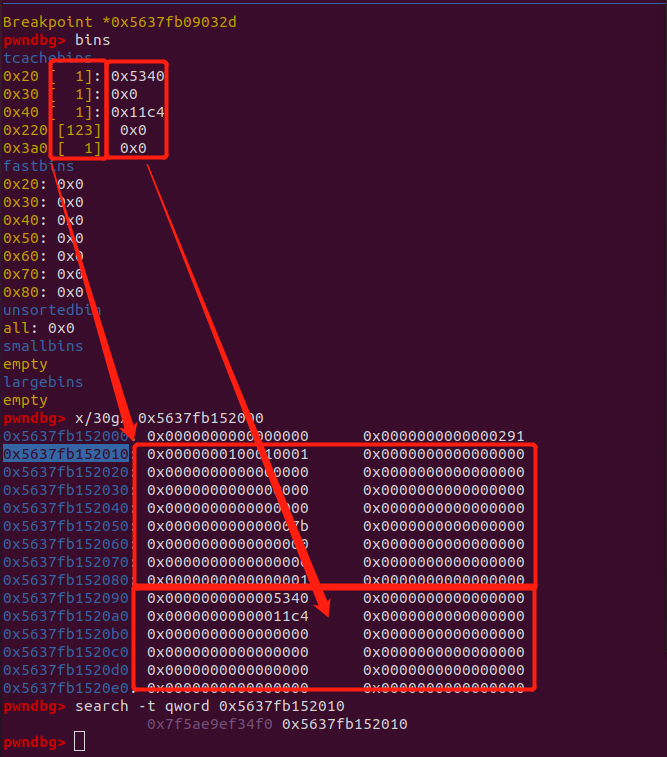 Breakpoint *0x5637fb09032d
pwndbg> bins
tcachebins
0x20 [  1]: 0x5340
0x30 [  1]: 0x0
0x40 [  1]: 0x11c4
0x220 [123] 0x0
0x3a0 [  1] 0x0
fastbins
0x20: 0x0
0x30: 0x0
0x40: 0x0
0x50: 0x0
0x60: 0x0
0x70: 0x0
0x80: 0x0
unsortedbin
all: 0x0
smallbins
empty
largebins
empty
pwndbg> x/30gx 0x5637fb152000
0x5637fb152000: 0x0000000000000000 0x0000000000000291
0x5637fb152010: 0x0000000100010001 0x0000000000000000
0x5637fb152020: 0x0000000000000000 0x0000000000000000
0x5637fb152030: 0x0000000000000000 0x0000000000000000
0x5637fb152040: 0x0000000000000000 0x0000000000000000
0x5637fb152050: 0x000000000000007b 0x0000000000000000
0x5637fb152060: 0x0000000000000000 0x0000000000000000
0x5637fb152070: 0x0000000000000000 0x0000000000000000
0x5637fb152080: 0x0000000000000001 0x0000000000000000
0x5637fb152090: 0x0000000000005340 0x0000000000000000
0x5637fb1520a0: 0x00000000000011c4 0x0000000000000000
0x5637fb1520b0: 0x0000000000000000 0x0000000000000000
0x5637fb1520c0: 0x0000000000000000 0x0000000000000000
0x5637fb1520d0: 0x0000000000000000 0x0000000000000000
0x5637fb1520e0: 0x0000000000000000 0x0000000000000000
pwndbg> search -t qword 0x5637fb152010
0x7f5ae9ef34f0 0x5637fb152010
pwndbg>